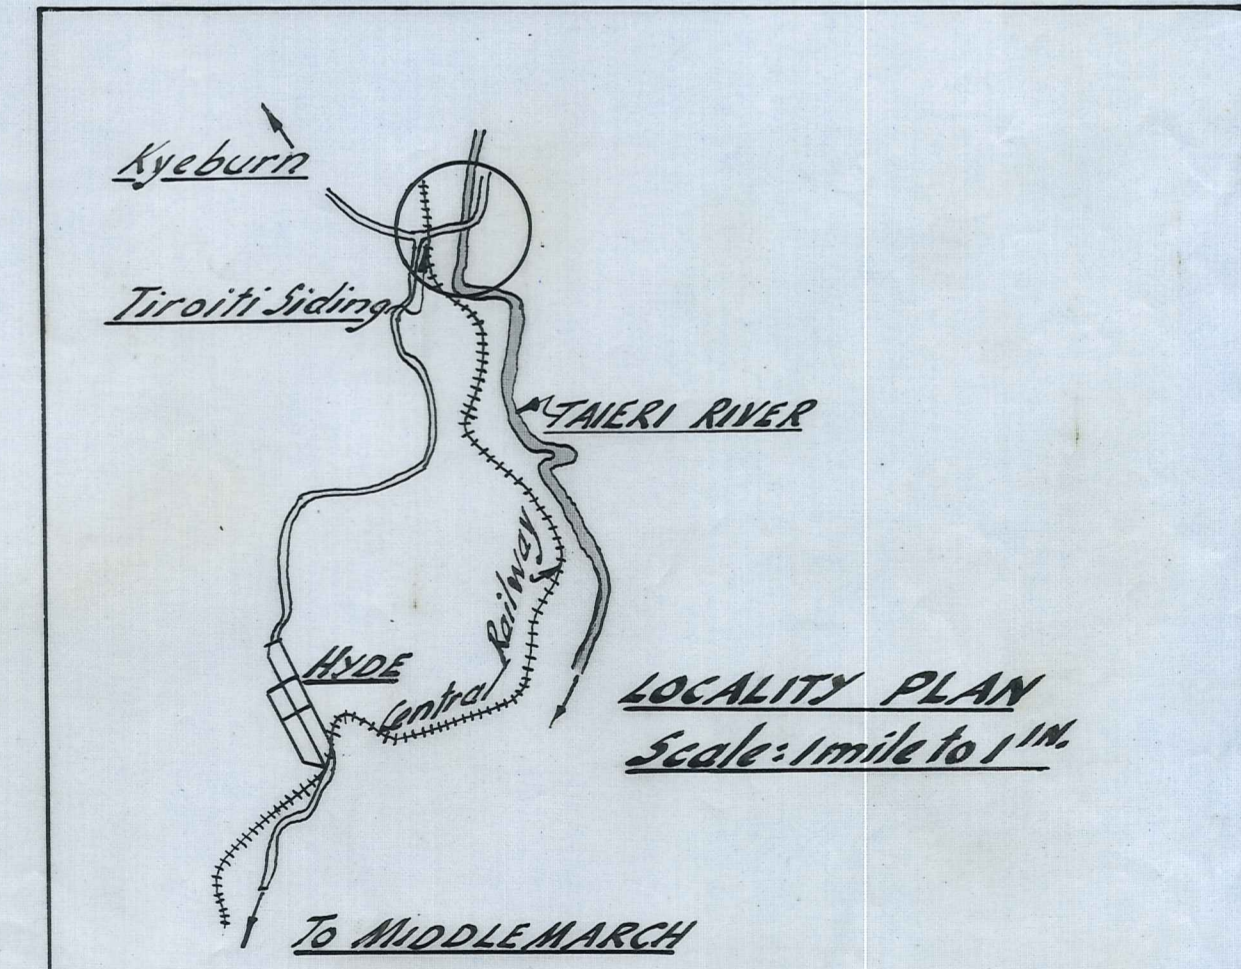 Kyeburn
Tiroiti Siding
TAIERI RIVER
Central Railway
HYDE
LOCALITY PLAN
Scale: 1 mile to 1 IN.
To MIDDLEMARCH